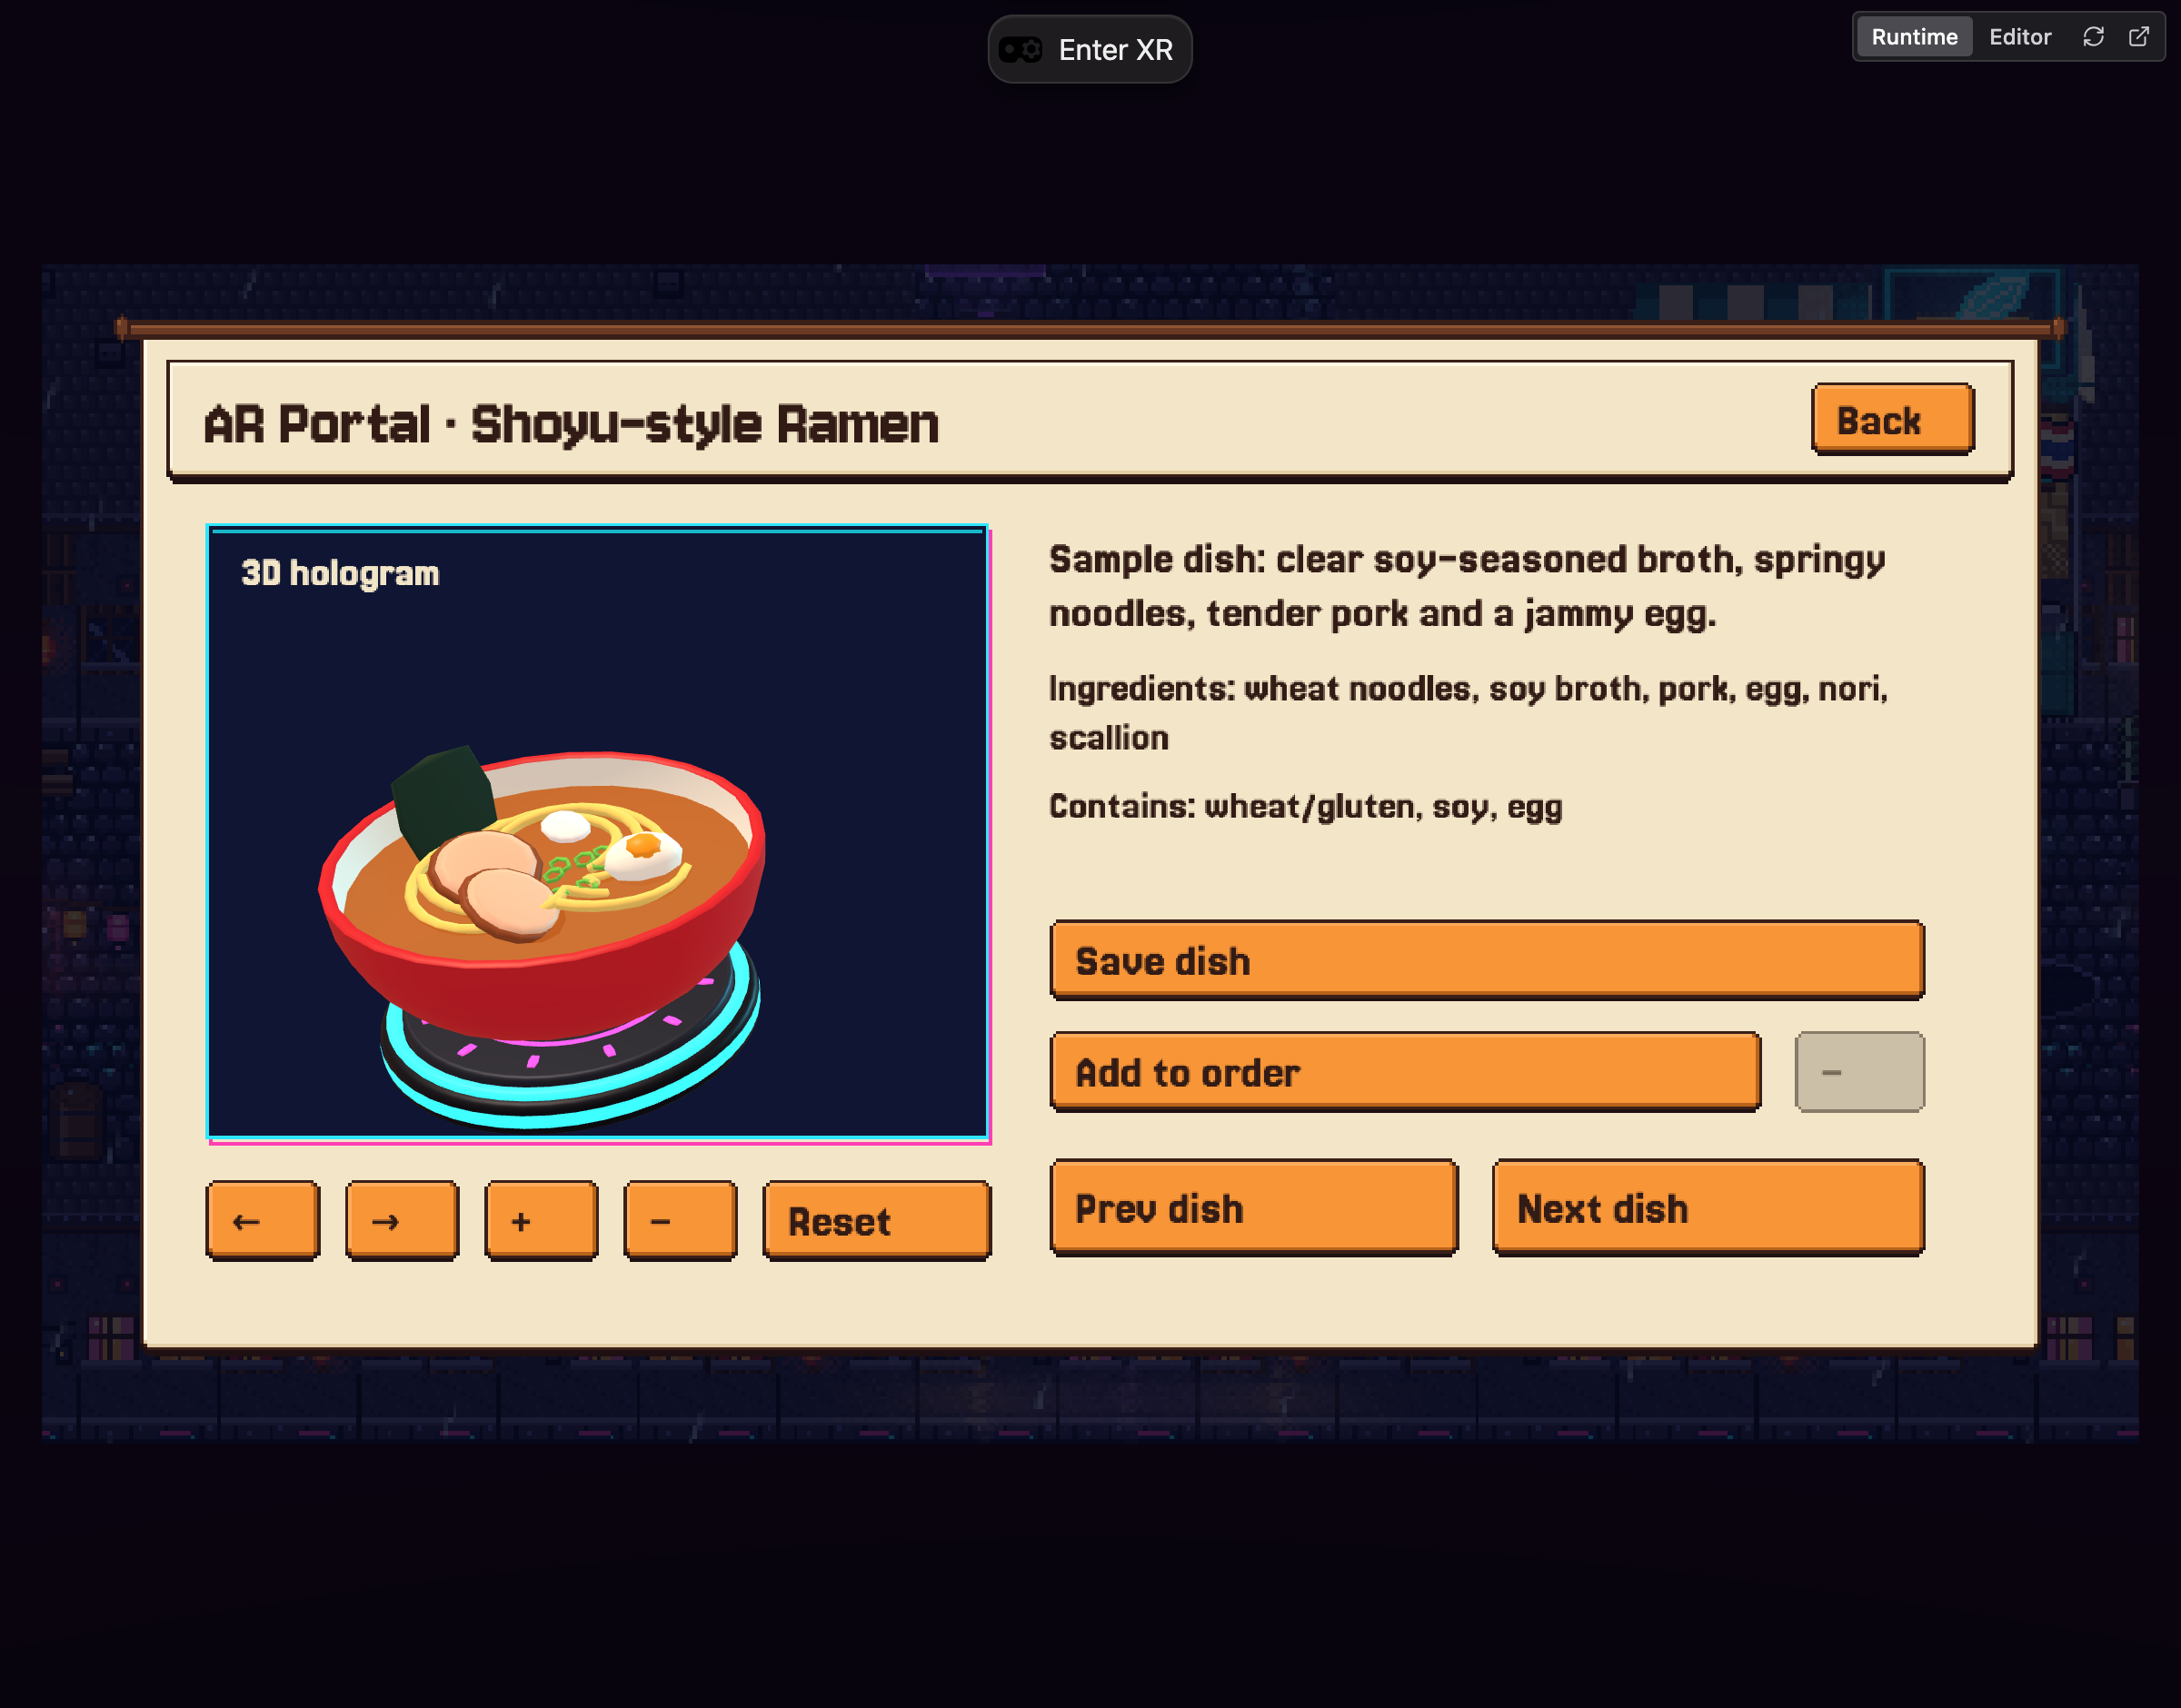 Enter XR
Runtime Editor
AR Portal · Shoyu-style Ramen
Back
3D hologram
Sample dish: clear soy-seasoned broth, springy
noodles, tender pork and a jammy egg.
Ingredients: wheat noodles, soy broth, pork, egg, nori,
scallion
Contains: wheat/gluten, soy, egg
Save dish
Add to order
−
Prev dish
Next dish
←
→
+
−
Reset